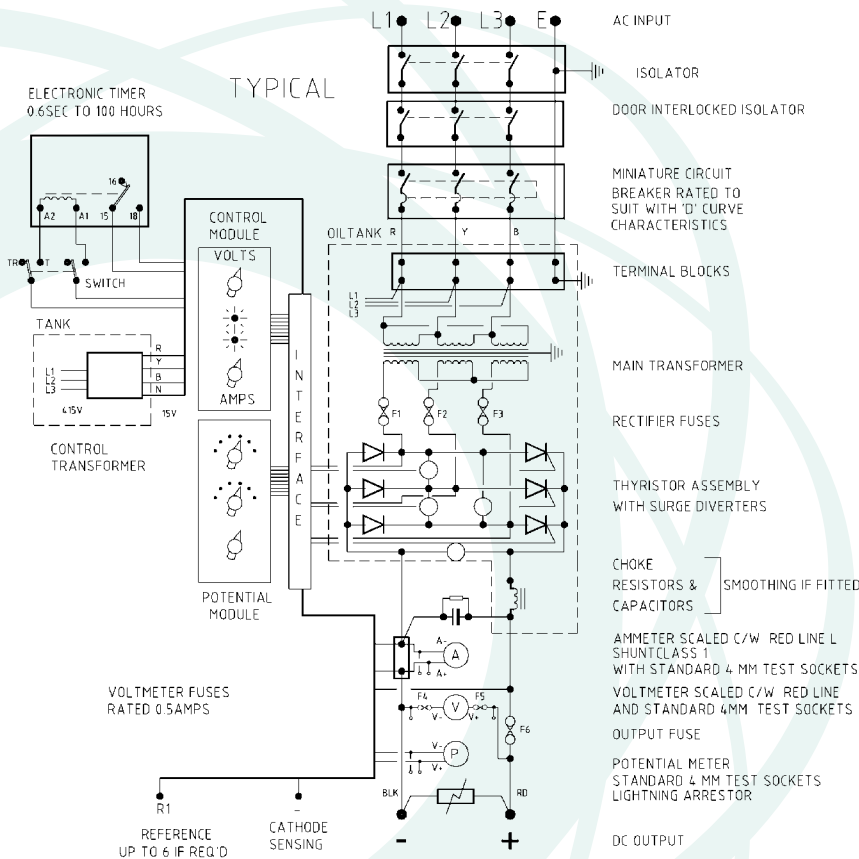 L1 L2 L3 E
AC INPUT
ISOLATOR
TYPICAL
ELECTRONIC TIMER
0.6SEC TO 100 HOURS
DOOR INTERLOCKED ISOLATOR
16
A2 A1 15 18
MINIATURE CIRCUIT
BREAKER RATED TO
SUIT WITH 'D' CURVE
CHARACTERISTICS
CONTROL
MODULE
OILTANK R Y B
VOLTS
TR T
SWITCH
TERMINAL BLOCKS
L1
L2
L3
TANK
R
Y
B
N
L1
L2
L3
415V 15V
CONTROL
TRANSFORMER
AMPS
INTERFACE
MAIN TRANSFORMER
F1 F2 F3
RECTIFIER FUSES
THYRISTOR ASSEMBLY
WITH SURGE DIVERTERS
POTENTIAL
MODULE
CHOKE
RESISTORS & SMOOTHING IF FITTED
CAPACITORS
A-
A
A+
AMMETER SCALED C/W RED LINE L
SHUNTCLASS 1
WITH STANDARD 4 MM TEST SOCKETS
VOLTMETER FUSES
RATED 0.5AMPS
F4 F5
V- V V+
VOLTMETER SCALED C/W RED LINE
AND STANDARD 4MM TEST SOCKETS
F6
OUTPUT FUSE
V-
P
V+
POTENTIAL METER
STANDARD 4 MM TEST SOCKETS
LIGHTNING ARRESTOR
BLK RD
R1 -
REFERENCE
UP TO 6 IF REQ'D
CATHODE
SENSING
- +
DC OUTPUT